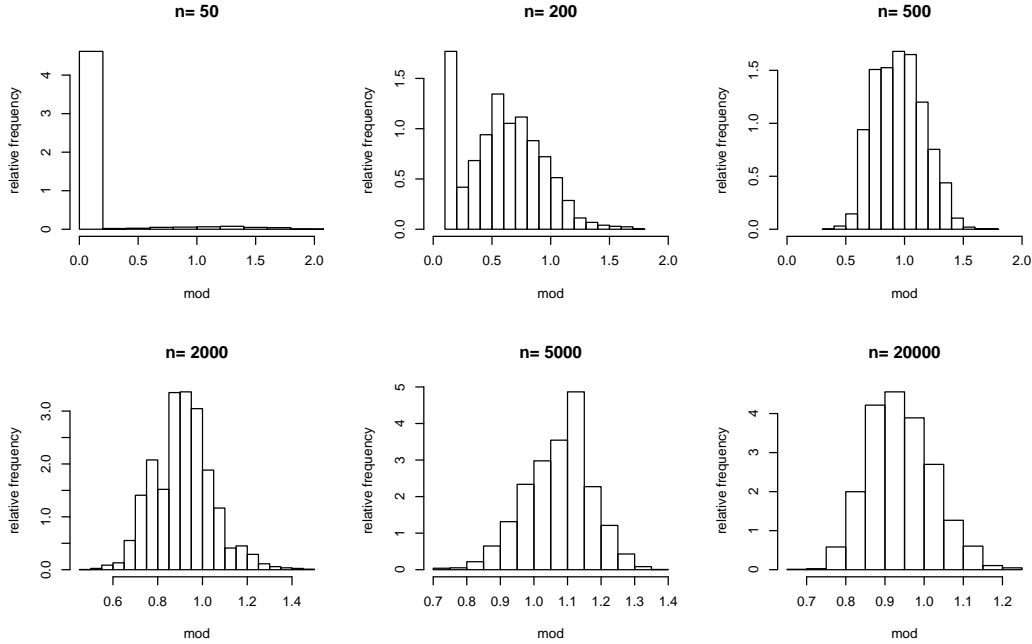 n= 50
relative frequency
0 1 2 3 4
0.0 0.5 1.0 1.5 2.0
mod
n= 200
relative frequency
0.0 0.5 1.0 1.5
0.0 0.5 1.0 1.5 2.0
mod
n= 500
relative frequency
0.0 0.5 1.0 1.5
0.0 0.5 1.0 1.5 2.0
mod
n= 2000
relative frequency
0.0 1.0 2.0 3.0
0.6 0.8 1.0 1.2 1.4
mod
n= 5000
relative frequency
0 1 2 3 4 5
0.7 0.8 0.9 1.0 1.1 1.2 1.3 1.4
mod
n= 20000
relative frequency
0 1 2 3 4
0.7 0.8 0.9 1.0 1.1 1.2
mod